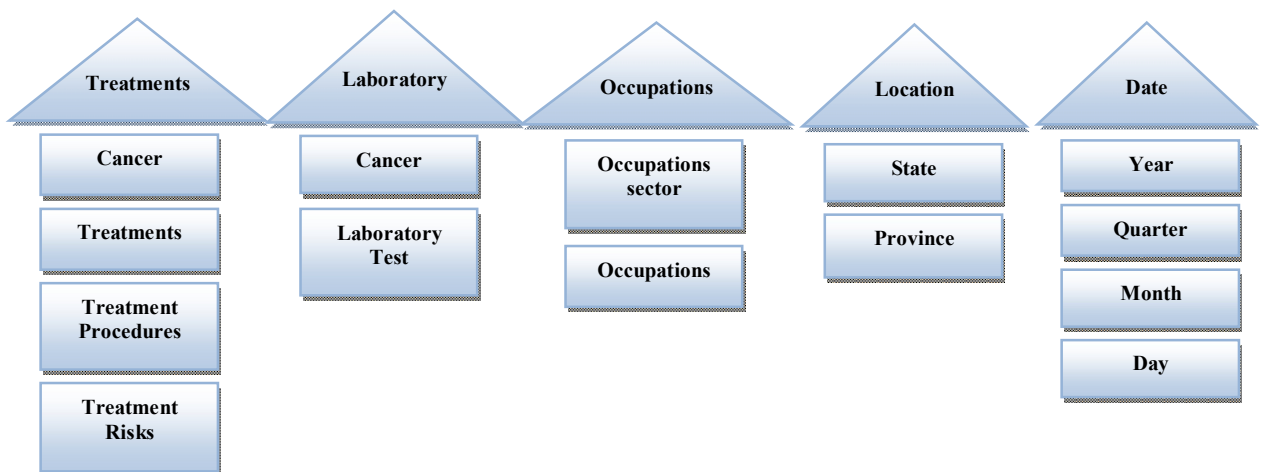 Treatments
Cancer
Treatments
Treatment
Procedures
Treatment
Risks
Laboratory
Cancer
Laboratory
Test
Occupations
Occupations
sector
Occupations
Location
State
Province
Date
Year
Quarter
Month
Day